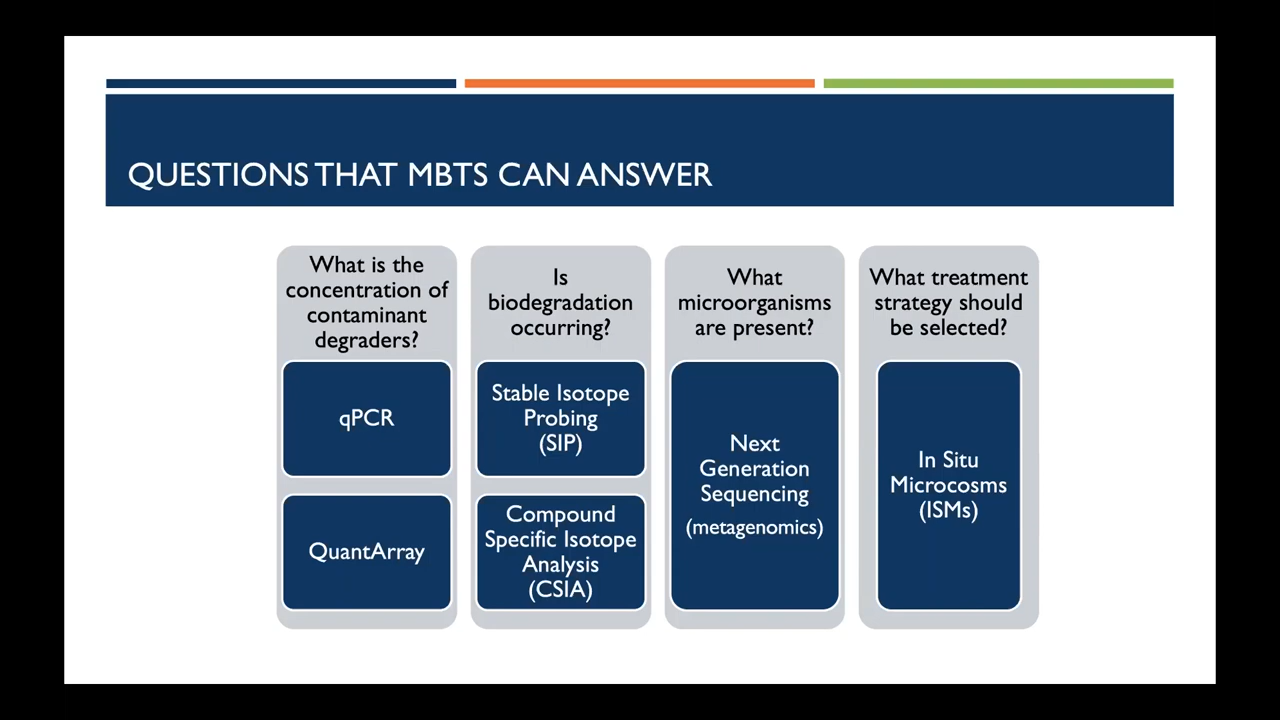 QUESTIONS THAT MBTS CAN ANSWER
What is the
concentration of
contaminant
degraders?
qPCR
QuantArray
Is
biodegradation
occurring?
Stable Isotope
Probing
(SIP)
Compound
Specific Isotope
Analysis
(CSIA)
What
microorganisms
are present?
Next
Generation
Sequencing
(metagenomics)
What treatment
strategy should
be selected?
In Situ
Microcosms
(ISMs)